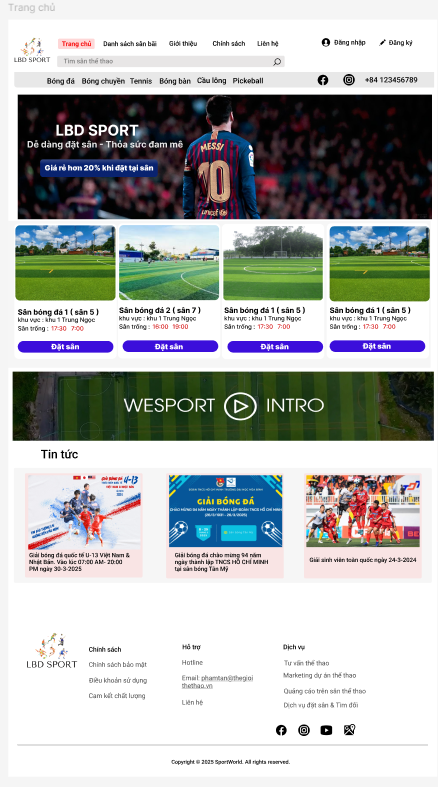 Trang chủ
LBD SPORT
Trang chủ
Danh sách sân bãi
Giới thiệu
Chính sách
Liên hệ
Đăng nhập
Đăng ký
Tìm sân thể thao
Bóng đá
Bóng chuyền
Tennis
Bóng bàn
Cầu lông
Pickeball
+84 123456789
LBD SPORT
Dễ dàng đặt sân - Thỏa sức đam mê
Giá rẻ hơn 20% khi đặt tại sân
MESSI
10
unicef
Sân bóng đá 1 ( sân 5 )
khu vực : khu 1 Trung Ngọc
Sân trống : 17:30 7:00
Đặt sân
Sân bóng đá 2 ( sân 7 )
khu vực : khu 1 Trung Ngọc
Sân trống : 16:00 19:00
Đặt sân
Sân bóng đá 1 ( sân 5 )
khu vực : khu 1 Trung Ngọc
Sân trống : 17:30 7:00
Đặt sân
Sân bóng đá 1 ( sân 5 )
khu vực : khu 1 Trung Ngọc
Sân trống : 17:30 7:00
Đặt sân
WESPORT INTRO
Tin tức
U-13
Giải bóng đá quốc tế U-13 Việt Nam &
Nhật Bản. Vào lúc 07:00 AM- 20:00
PM ngày 30-3-2025
GIẢI BÓNG ĐÁ
Giải bóng đá chào mừng 94 năm
ngày thành lập TNCS HỒ CHÍ MINH
tại sân bóng Tân Mỹ
Giải sinh viên toàn quốc ngày 24-3-2024
LBD SPORT
Chính sách
Chính sách bảo mật
Điều khoản sử dụng
Cam kết chất lượng
Hỗ trợ
Hotline
Email: phamtan@thegioi
thethao.vn
Liên hệ
Dịch vụ
Tư vấn thể thao
Marketing dự án thể thao
Quảng cáo trên sân thể thao
Dịch vụ đặt sân & Tìm đối
Copyright © 2025 SportWorld. All rights reserved.